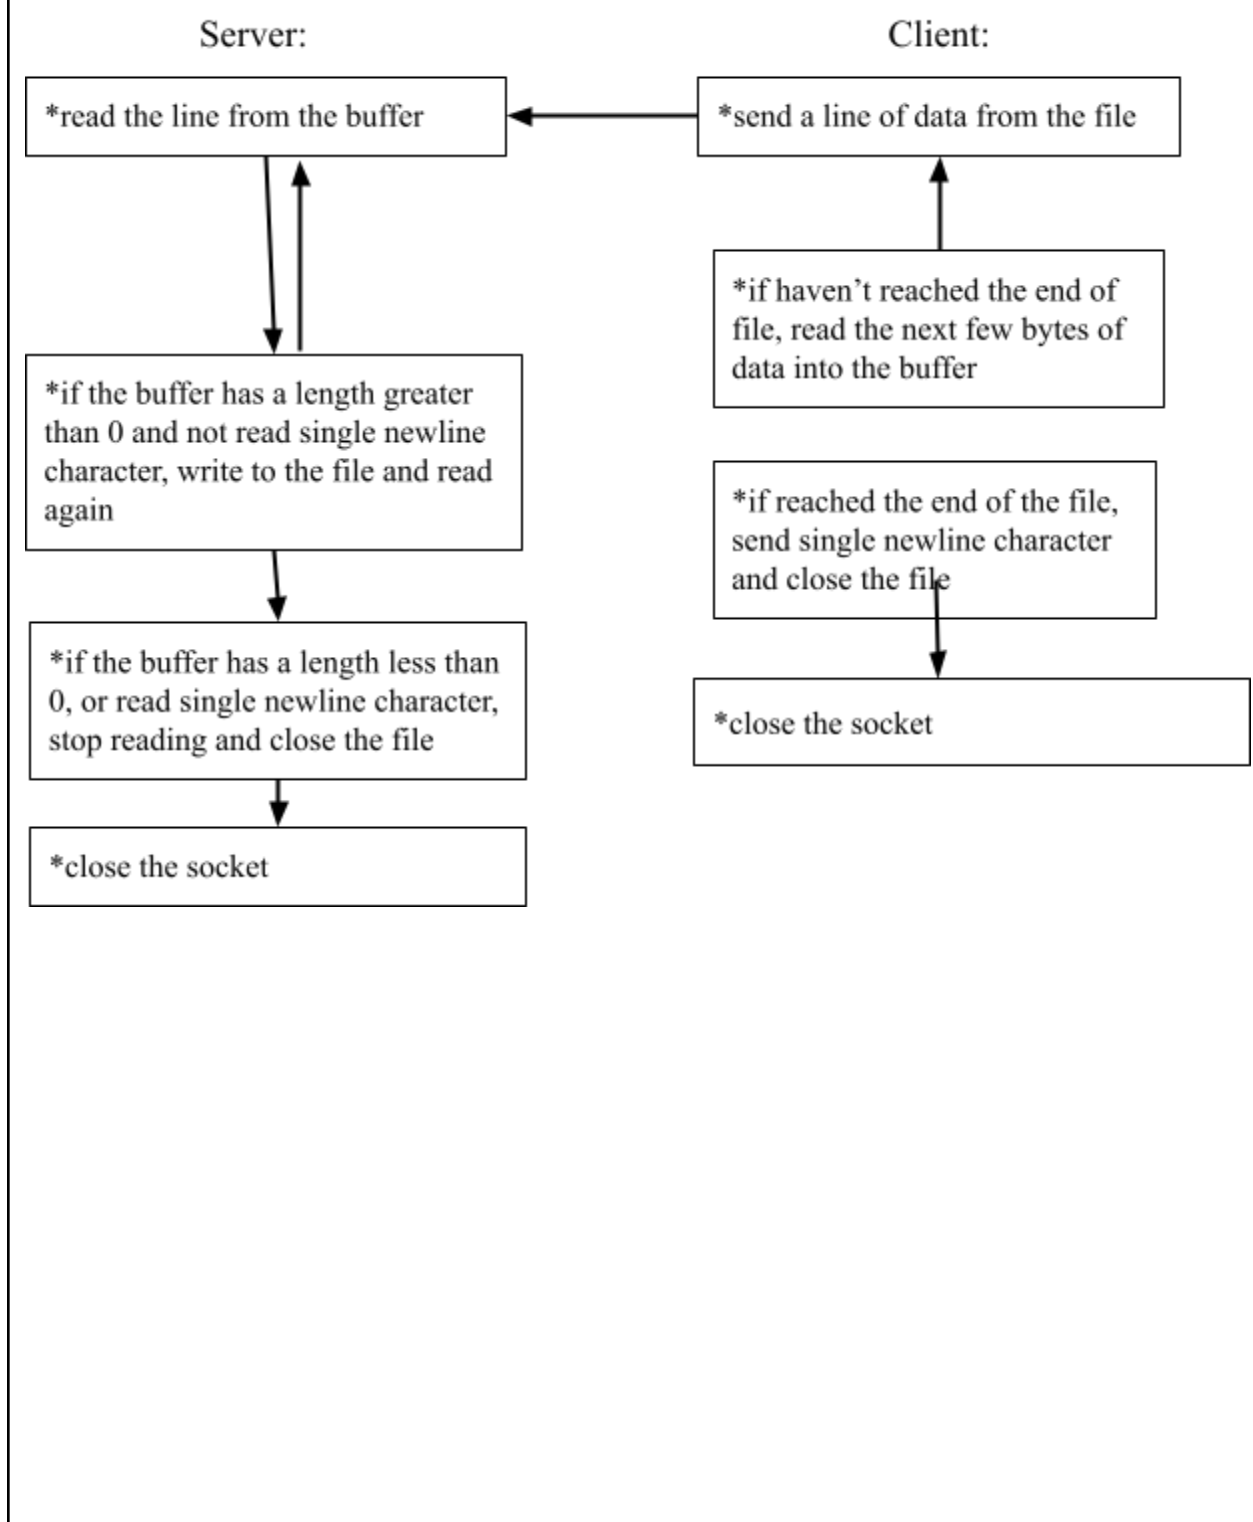 Server:
*read the line from the buffer
*if the buffer has a length greater
than 0 and not read single newline
character, write to the file and read
again
*if the buffer has a length less than
0, or read single newline character,
stop reading and close the file
*close the socket
Client:
*send a line of data from the file
*if haven’t reached the end of
file, read the next few bytes of
data into the buffer
*if reached the end of the file,
send single newline character
and close the file
*close the socket